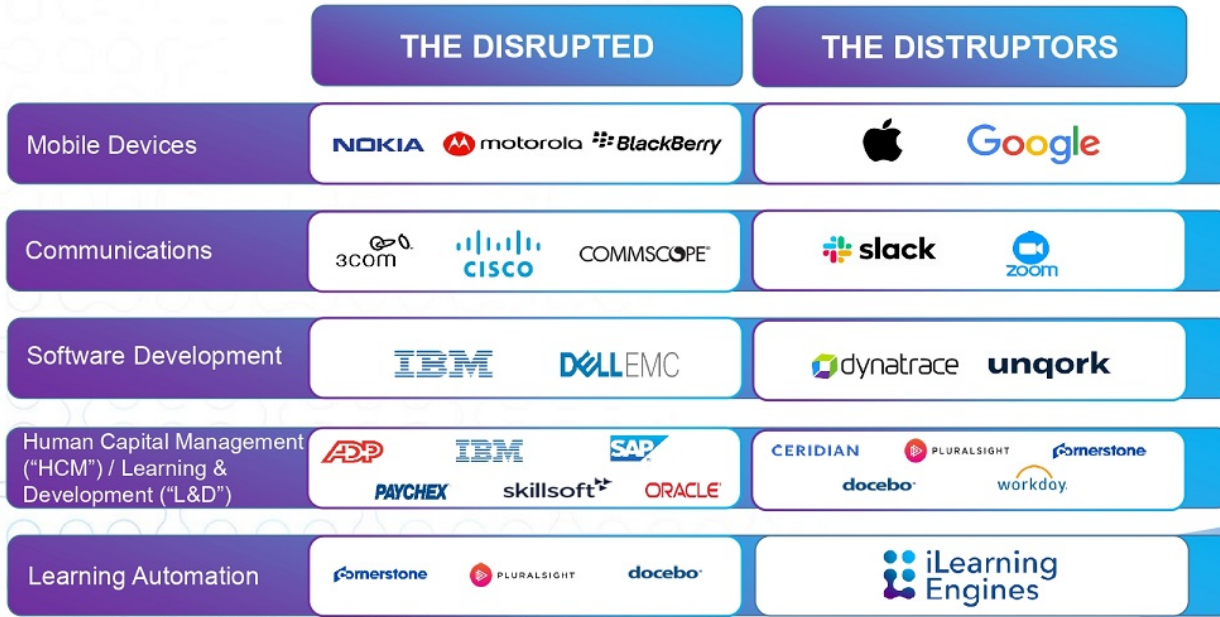 THE DISRUPTED
THE DISTRUPTORS
Mobile Devices
NOKIA motorola BlackBerry
Google
Communications
3COM CISCO COMMSCOPE
slack zoom
Software Development
IBM DELLEMC
dynatrace unqork
Human Capital Management
("HCM") / Learning &
Development ("L&D")
ADP IBM SAP
PAYCHEX skillsoft ORACLE
CERIDIAN PLURALSIGHT cornerstone
docebo workday.
Learning Automation
cornerstone PLURALSIGHT docebo
iLearning
Engines